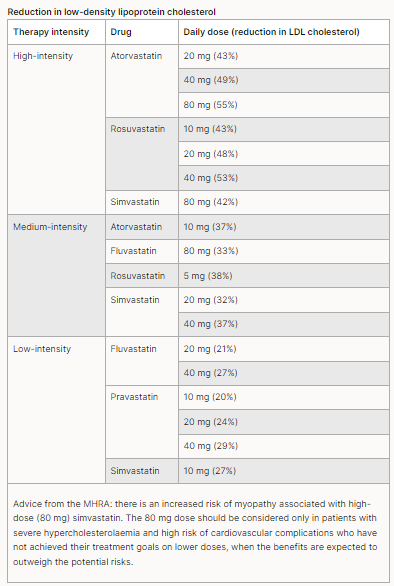 Reduction in low-density lipoprotein cholesterol
Therapy intensity Drug Daily dose (reduction in LDL cholesterol)
High-intensity Atorvastatin 20 mg (43%)
40 mg (49%)
80 mg (55%)
Rosuvastatin 10 mg (43%)
20 mg (48%)
40 mg (53%)
Simvastatin 80 mg (42%)
Medium-intensity Atorvastatin 10 mg (37%)
Fluvastatin 80 mg (33%)
Rosuvastatin 5 mg (38%)
Simvastatin 20 mg (32%)
40 mg (37%)
Low-intensity Fluvastatin 20 mg (21%)
40 mg (27%)
Pravastatin 10 mg (20%)
20 mg (24%)
40 mg (29%)
Simvastatin 10 mg (27%)
Advice from the MHRA: there is an increased risk of myopathy associated with high-
dose (80 mg) simvastatin. The 80 mg dose should be considered only in patients with
severe hypercholesterolaemia and high risk of cardiovascular complications who have
not achieved their treatment goals on lower doses, when the benefits are expected to
outweigh the potential risks.